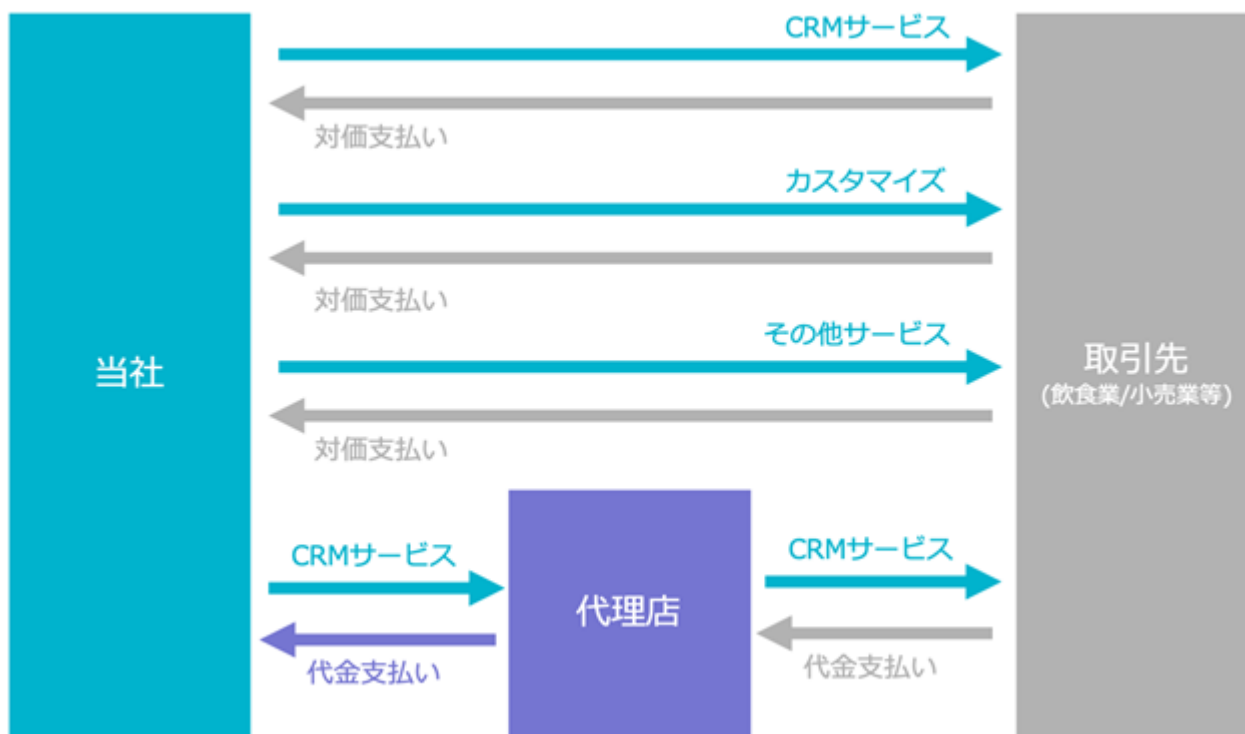 CRMサービス
対価支払い
カスタマイズ
対価支払い
その他サービス
当社
取引先
(飲食業/小売業等)
対価支払い
CRMサービス
CRMサービス
代理店
代金支払い
代金支払い